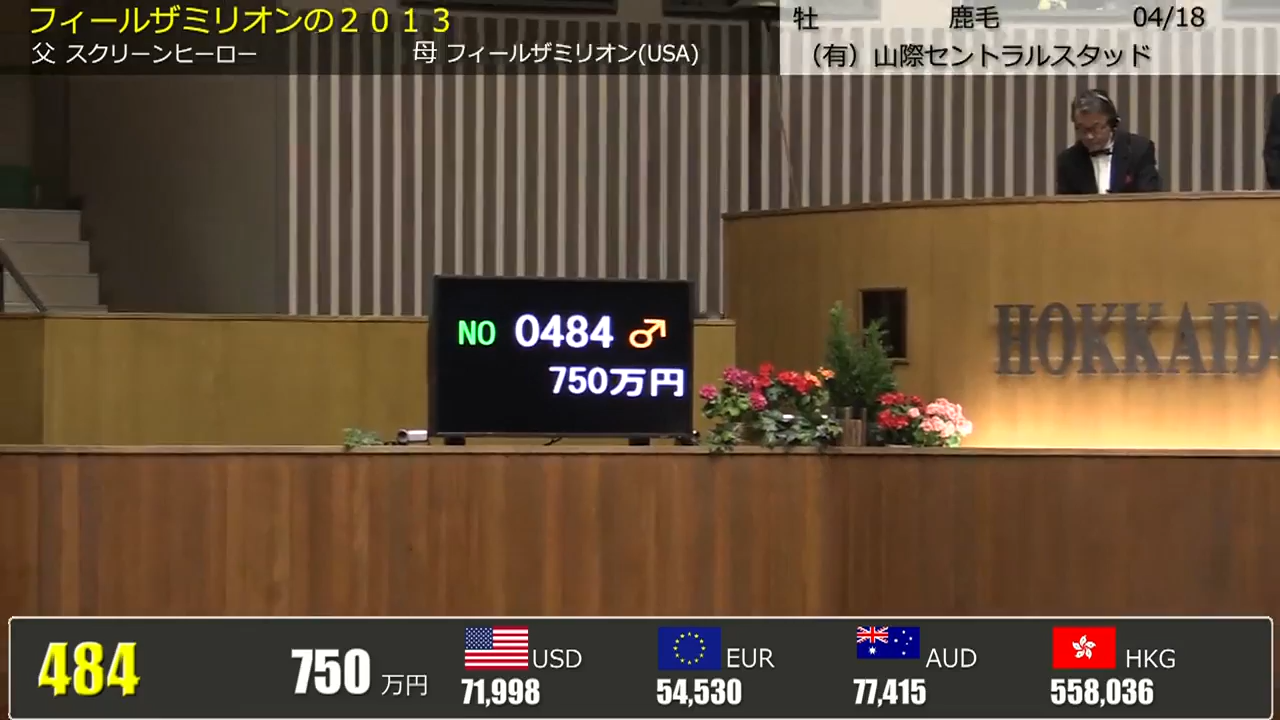 フィールザミリオンの２０１３
父 スクリーンヒーロー
母 フィールザミリオン(USA)
牡 鹿毛 04/18
（有）山際セントラルスタッド
NO 0484 ♂
750万円
HOKKAID
484
750 万円
USD
71,998
EUR
54,530
AUD
77,415
HKG
558,036